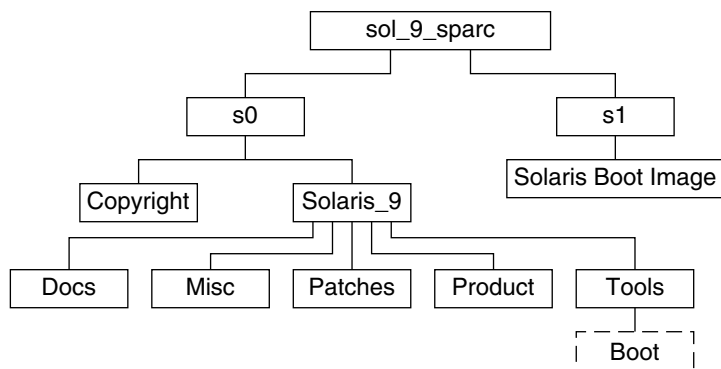 sol_9_sparc
s0
s1
Copyright
Solaris_9
Solaris Boot Image
Docs
Misc
Patches
Product
Tools
Boot